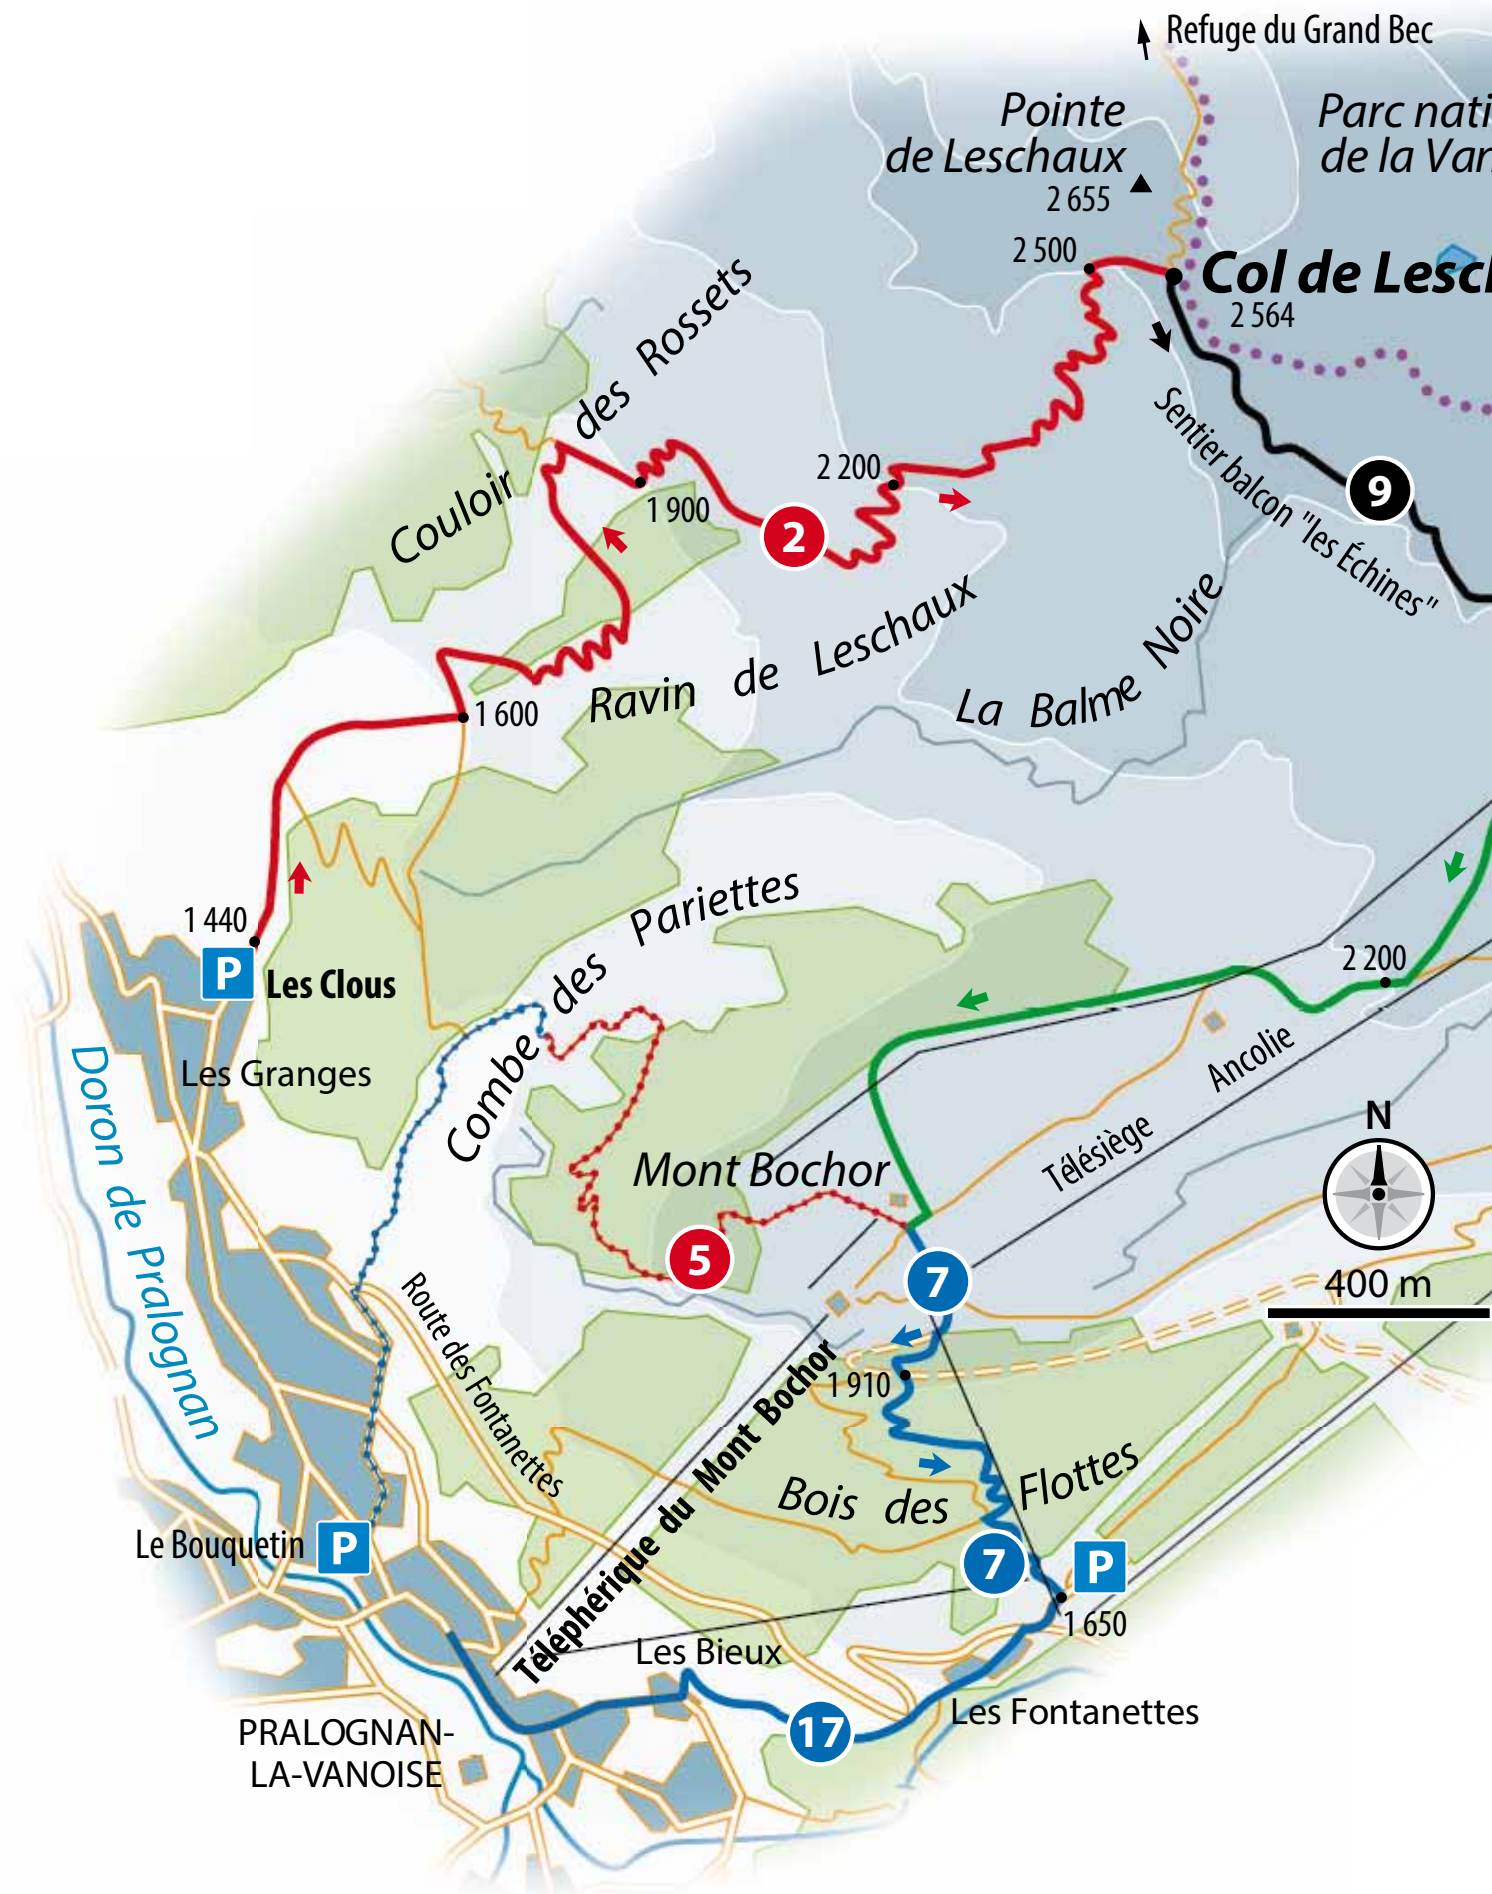 Refuge du Grand Bec
Pointe
de Leschaux
2 655
Parc nati
de la Van
2 500
Col de Lesch
2 564
Couloir des Rossets
Sentier balcon "les Échines"
9
2 200
1 900
2
Ravin de Leschaux
La Balme Noire
1 600
1 440
P
Les Clous
Combe des Pariettes
2 200
Les Granges
Ancolie
Télésiège
N
400 m
Doron de Pralognan
Mont Bochor
5
7
Route des Fontanettes
1 910
Téléphérique du Mont Bochor
Bois des Flottes
Le Bouquetin
P
7
P
1 650
Les Bieux
Les Fontanettes
17
PRALOGNAN-
LA-VANOISE